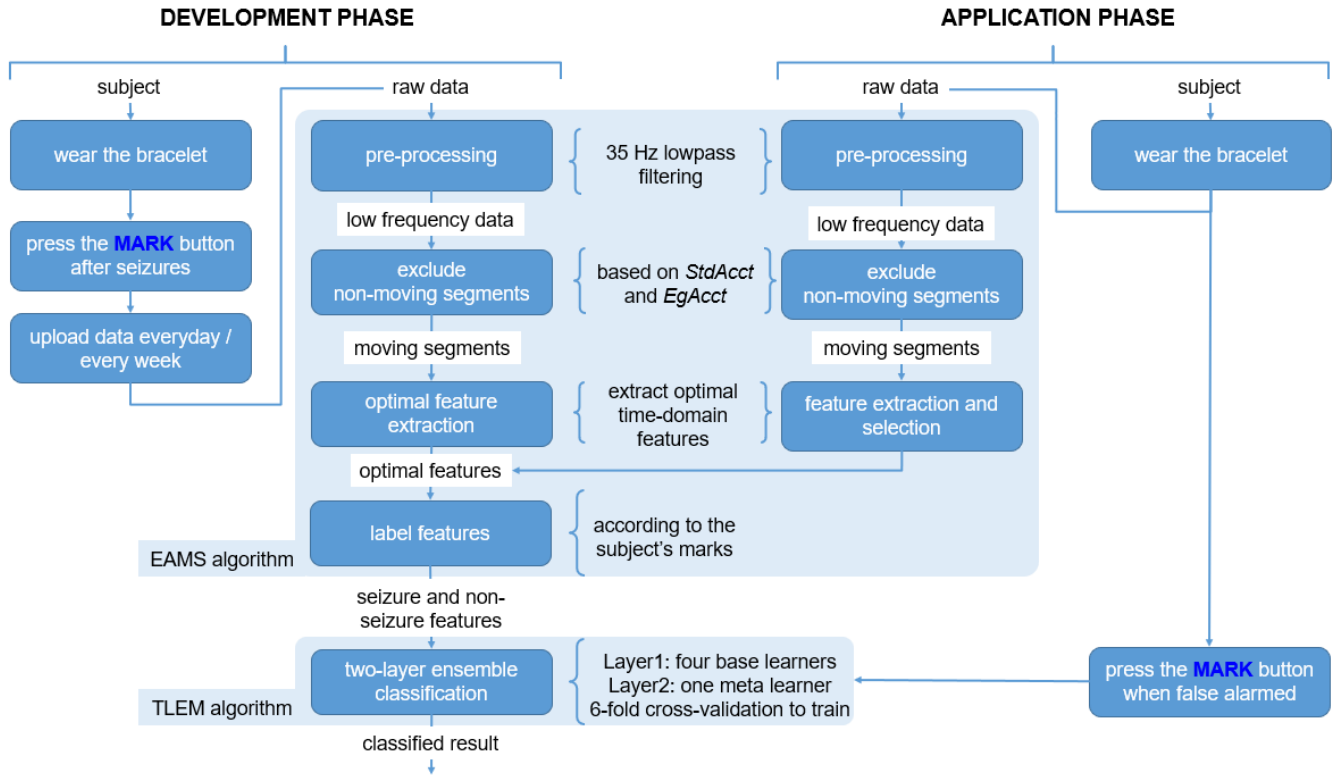 DEVELOPMENT PHASE
APPLICATION PHASE
subject
raw data
raw data
subject
wear the bracelet
pre-processing
35 Hz lowpass
filtering
pre-processing
wear the bracelet
low frequency data
low frequency data
press the MARK button
after seizures
exclude
non-moving segments
based on StdAcct
and EgAcct
exclude
non-moving segments
upload data everyday /
every week
moving segments
moving segments
optimal feature
extraction
extract optimal
time-domain
features
feature extraction and
selection
optimal features
label features
according to the
subject's marks
EAMS algorithm
seizure and non-
seizure features
two-layer ensemble
classification
Layer1: four base learners
Layer2: one meta learner
6-fold cross-validation to train
press the MARK button
when false alarmed
TLEM algorithm
classified result